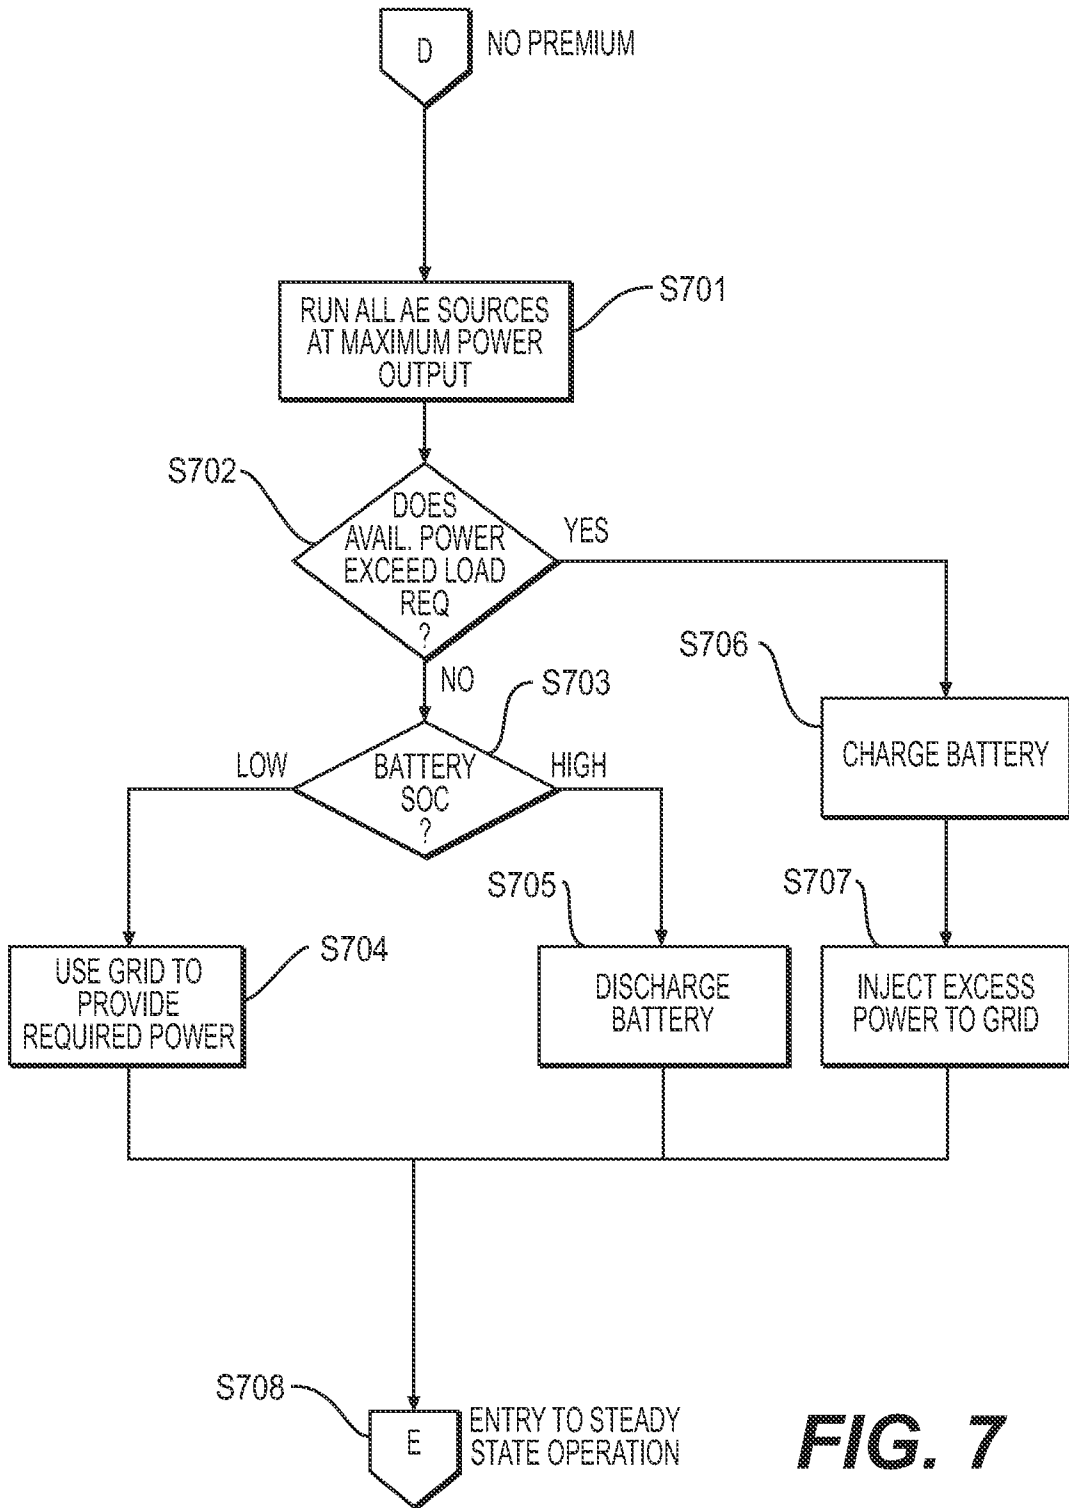 D
NO PREMIUM
S701
RUN ALL AE SOURCES
AT MAXIMUM POWER
OUTPUT
S702
DOES
AVAIL. POWER
EXCEED LOAD
REQ
?
YES
NO
S703
S706
LOW
BATTERY
SOC
?
HIGH
CHARGE BATTERY
S705
S707
S704
USE GRID TO
PROVIDE
REQUIRED POWER
DISCHARGE
BATTERY
INJECT EXCESS
POWER TO GRID
S708
E
ENTRY TO STEADY
STATE OPERATION
FIG. 7